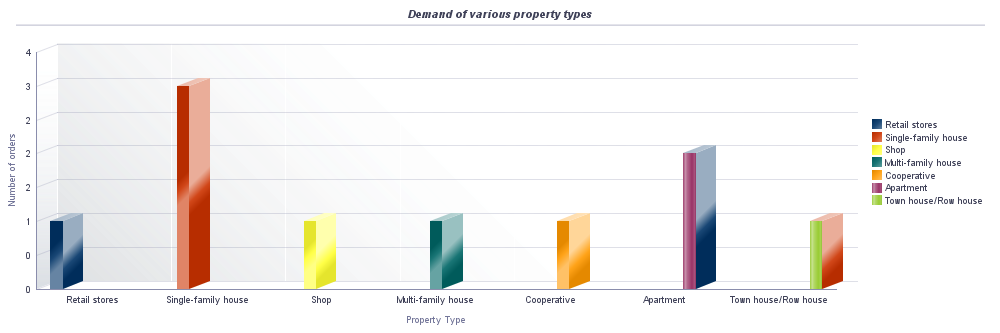 Demand of various property types
4
3
2
2
2
1
0
0
Number of orders
Retail stores
Single-family house
Shop
Multi-family house
Cooperative
Apartment
Town house/Row house
Property Type
Retail stores
Single-family house
Shop
Multi-family house
Cooperative
Apartment
Town house/Row house